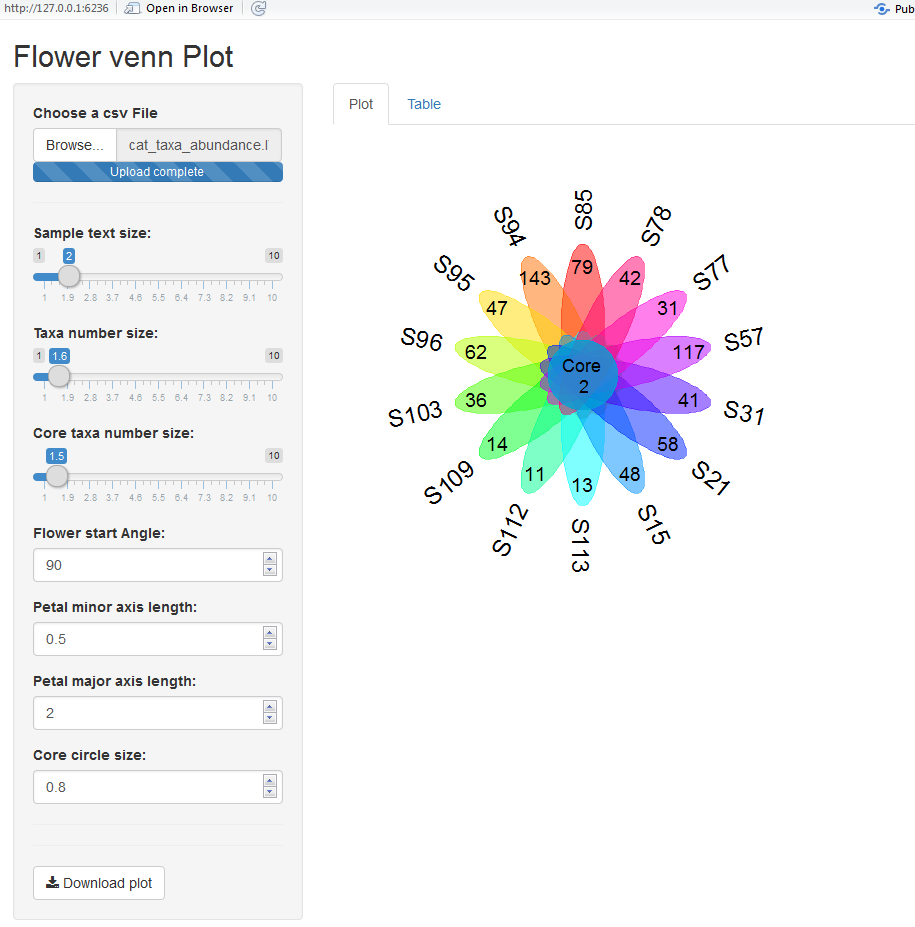 http://127.0.0.1:6236 Open in Browser Pub
Flower venn Plot
Choose a csv File
Browse... cat_taxa_abundance.
Upload complete
Sample text size:
1 2 10
1 1.9 2.8 3.7 4.6 5.5 6.4 7.3 8.2 9.1 10
Taxa number size:
1 1.6 10
1 1.9 2.8 3.7 4.6 5.5 6.4 7.3 8.2 9.1 10
Core taxa number size:
1.5 10
1 1.9 2.8 3.7 4.6 5.5 6.4 7.3 8.2 9.1 10
Flower start Angle:
90
Petal minor axis length:
0.5
Petal major axis length:
2
Core circle size:
0.8
Download plot
Plot Table
S85
S78
S77
S57
S31
S21
S15
S113
S112
S109
S103
S96
S95
S94
79
42
31
117
41
58
48
13
11
14
36
62
47
143
Core
2